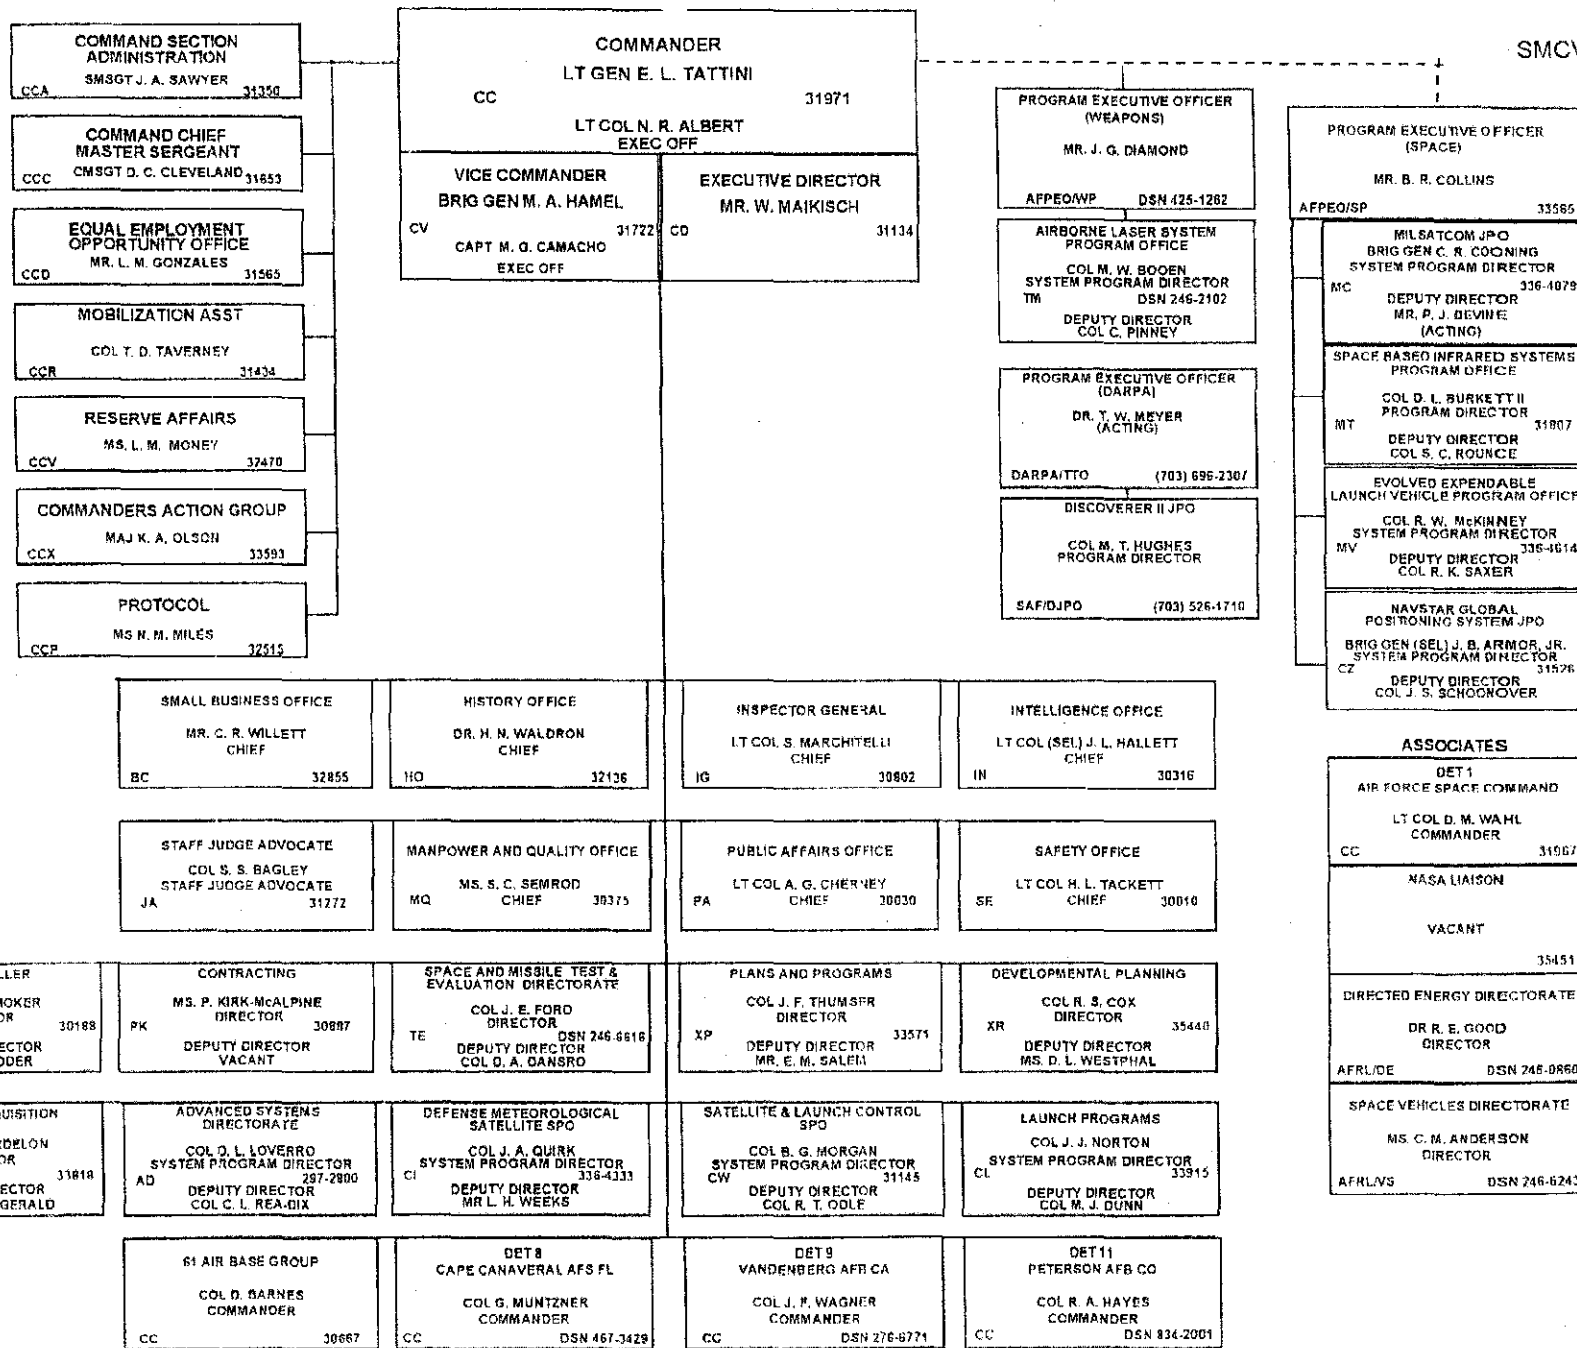 SMCV
COMMAND SECTION
ADMINISTRATION
SMSGT J. A. SAWYER
CCA 31350
COMMAND CHIEF
MASTER SERGEANT
CMSGT D. C. CLEVELAND
CCC 31653
EQUAL EMPLOYMENT
OPPORTUNITY OFFICE
MR. L. M. GONZALES
CCD 31565
MOBILIZATION ASST
COL T. D. TAVERNEY
CCR 31434
RESERVE AFFAIRS
MS. L. M. MONEY
CCV 32470
COMMANDERS ACTION GROUP
MAJ K. A. OLSON
CCX 33593
PROTOCOL
MS N. M. MILES
CCP 32515
COMMANDER
LT GEN E. L. TATTINI
CC 31971
LT COL N. R. ALBERT
EXEC OFF
VICE COMMANDER
BRIG GEN M. A. HAMEL
CV 31722
CAPT M. G. CAMACHO
EXEC OFF
EXECUTIVE DIRECTOR
MR. W. MAIKISCH
CD 31134
PROGRAM EXECUTIVE OFFICER
(WEAPONS)
MR. J. G. DIAMOND
AFPEO/WP DSN 425-1262
AIRBORNE LASER SYSTEM
PROGRAM OFFICE
COL M. W. BOOEN
SYSTEM PROGRAM DIRECTOR
TM DSN 246-2102
DEPUTY DIRECTOR
COL C. PINNEY
PROGRAM EXECUTIVE OFFICER
(DARPA)
DR. T. W. MEYER
(ACTING)
DARPA/TTO (703) 696-2307
DISCOVERER II JPO
COL M. T. HUGHES
PROGRAM DIRECTOR
SAF/DJPO (703) 526-1710
PROGRAM EXECUTIVE OFFICER
(SPACE)
MR. B. R. COLLINS
AFPEO/SP 33565
MILSATCOM JPO
BRIG GEN C. R. COONING
SYSTEM PROGRAM DIRECTOR
MC 336-4079
DEPUTY DIRECTOR
MR. P. J. DEVINE
(ACTING)
SPACE BASED INFRARED SYSTEMS
PROGRAM OFFICE
COL D. L. BURKETT II
PROGRAM DIRECTOR
MT 31807
DEPUTY DIRECTOR
COL S. C. ROUNCE
EVOLVED EXPENDABLE
LAUNCH VEHICLE PROGRAM OFFICE
COL R. W. McKINNEY
SYSTEM PROGRAM DIRECTOR
MV 336-4614
DEPUTY DIRECTOR
COL R. K. SAXER
NAVSTAR GLOBAL
POSITIONING SYSTEM JPO
BRIG GEN (SEL) J. B. ARMOR, JR.
SYSTEM PROGRAM DIRECTOR
CZ 31526
DEPUTY DIRECTOR
COL J. S. SCHOONOVER
SMALL BUSINESS OFFICE
MR. C. R. WILLETT
CHIEF
BC 32855
HISTORY OFFICE
DR. H. N. WALDRON
CHIEF
HO 32136
INSPECTOR GENERAL
LT COL S. MARCHITELLI
CHIEF
IG 30802
INTELLIGENCE OFFICE
LT COL (SEL) J. L. HALLETT
CHIEF
IN 30316
STAFF JUDGE ADVOCATE
COL S. S. BAGLEY
STAFF JUDGE ADVOCATE
JA 31272
MANPOWER AND QUALITY OFFICE
MS. S. C. SEMROD
MQ CHIEF 30375
PUBLIC AFFAIRS OFFICE
LT COL A. G. CHERNEY
PA CHIEF 30030
SAFETY OFFICE
LT COL H. L. TACKETT
SE CHIEF 30010
LLER
MOKER
OR
30188
ECTOR
ODER
CONTRACTING
MS. P. KIRK-McALPINE
DIRECTOR
PK 30887
DEPUTY DIRECTOR
VACANT
SPACE AND MISSILE TEST &
EVALUATION DIRECTORATE
COL J. E. FORD
DIRECTOR
TE DSN 246-6616
DEPUTY DIRECTOR
COL D. A. DANSRO
PLANS AND PROGRAMS
COL J. F. THUMSER
DIRECTOR
XP 33571
DEPUTY DIRECTOR
MR. E. M. SALEM
DEVELOPMENTAL PLANNING
COL R. S. COX
DIRECTOR
XR 35440
DEPUTY DIRECTOR
MS. D. L. WESTPHAL
QUISITION
RDELON
OR
33818
ECTOR
GERALD
ADVANCED SYSTEMS
DIRECTORATE
COL D. L. LOVERRO
SYSTEM PROGRAM DIRECTOR
AD 297-2800
DEPUTY DIRECTOR
COL C. L. REA-DIX
DEFENSE METEOROLOGICAL
SATELLITE SPO
COL J. A. QUIRK
SYSTEM PROGRAM DIRECTOR
CI 336-4333
DEPUTY DIRECTOR
MR L. H. WEEKS
SATELLITE & LAUNCH CONTROL
SPO
COL B. G. MORGAN
SYSTEM PROGRAM DIRECTOR
CW 31145
DEPUTY DIRECTOR
COL R. T. ODLE
LAUNCH PROGRAMS
COL J. J. NORTON
SYSTEM PROGRAM DIRECTOR
CL 33915
DEPUTY DIRECTOR
COL M. J. DUNN
61 AIR BASE GROUP
COL D. BARNES
COMMANDER
CC 30667
DET 8
CAPE CANAVERAL AFS FL
COL G. MUNTZNER
COMMANDER
CC DSN 467-3429
DET 9
VANDENBERG AFB CA
COL J. P. WAGNER
COMMANDER
CC DSN 276-6771
DET 11
PETERSON AFB CO
COL R. A. HAYES
COMMANDER
CC DSN 834-2001
ASSOCIATES
DET 1
AIR FORCE SPACE COMMAND
LT COL D. M. WAHL
COMMANDER
CC 31967
NASA LIAISON
VACANT
35451
DIRECTED ENERGY DIRECTORATE
DR R. E. GOOD
DIRECTOR
AFRL/DE DSN 246-0860
SPACE VEHICLES DIRECTORATE
MS. C. M. ANDERSON
DIRECTOR
AFRL/VS DSN 246-6243